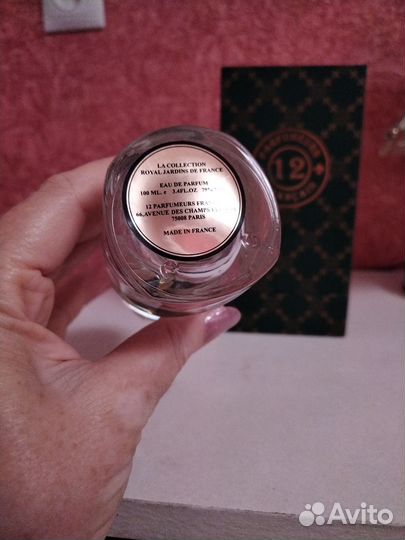 LA COLLECTION
ROYAL JARDINS DE FRANCE
EAU DE PARFUM
100 ML. e 3.4FL.OZ
12 PARFUMEURS
66, AVENUE DES CHAMPS
75008 PARIS
MADE IN FRANCE
PARFUMEURS
12
Avito